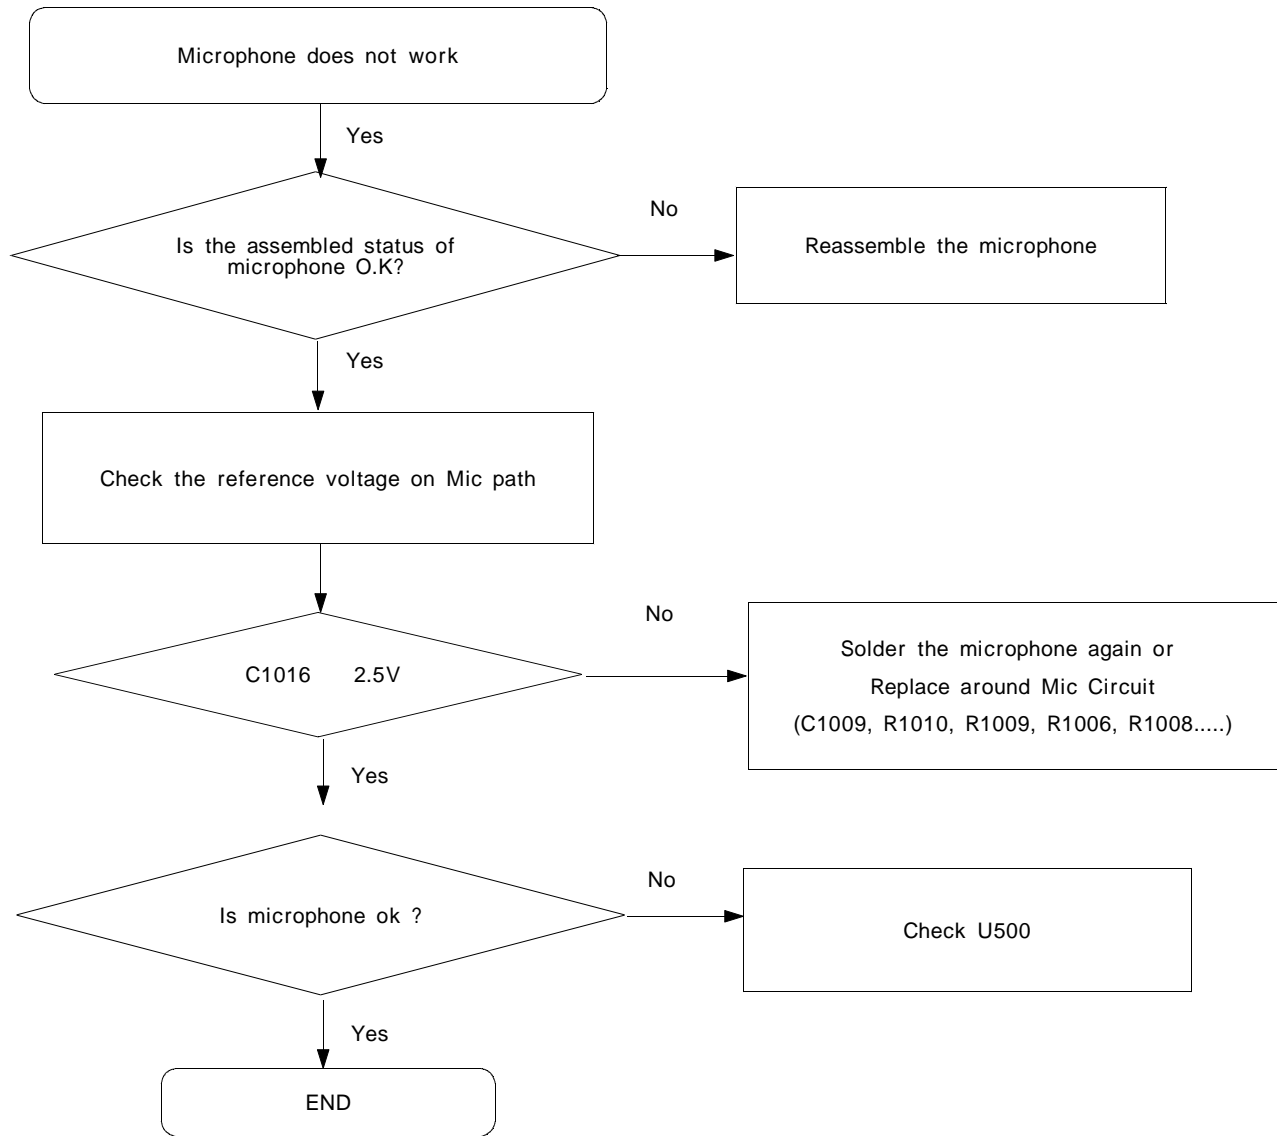 Microphone does not work
Yes
Is the assembled status of
microphone O.K?
No
Reassemble the microphone
Yes
Check the reference voltage on Mic path
C1016 2.5V
No
Solder the microphone again or
Replace around Mic Circuit
(C1009, R1010, R1009, R1006, R1008.....)
Yes
Is microphone ok ?
No
Check U500
Yes
END